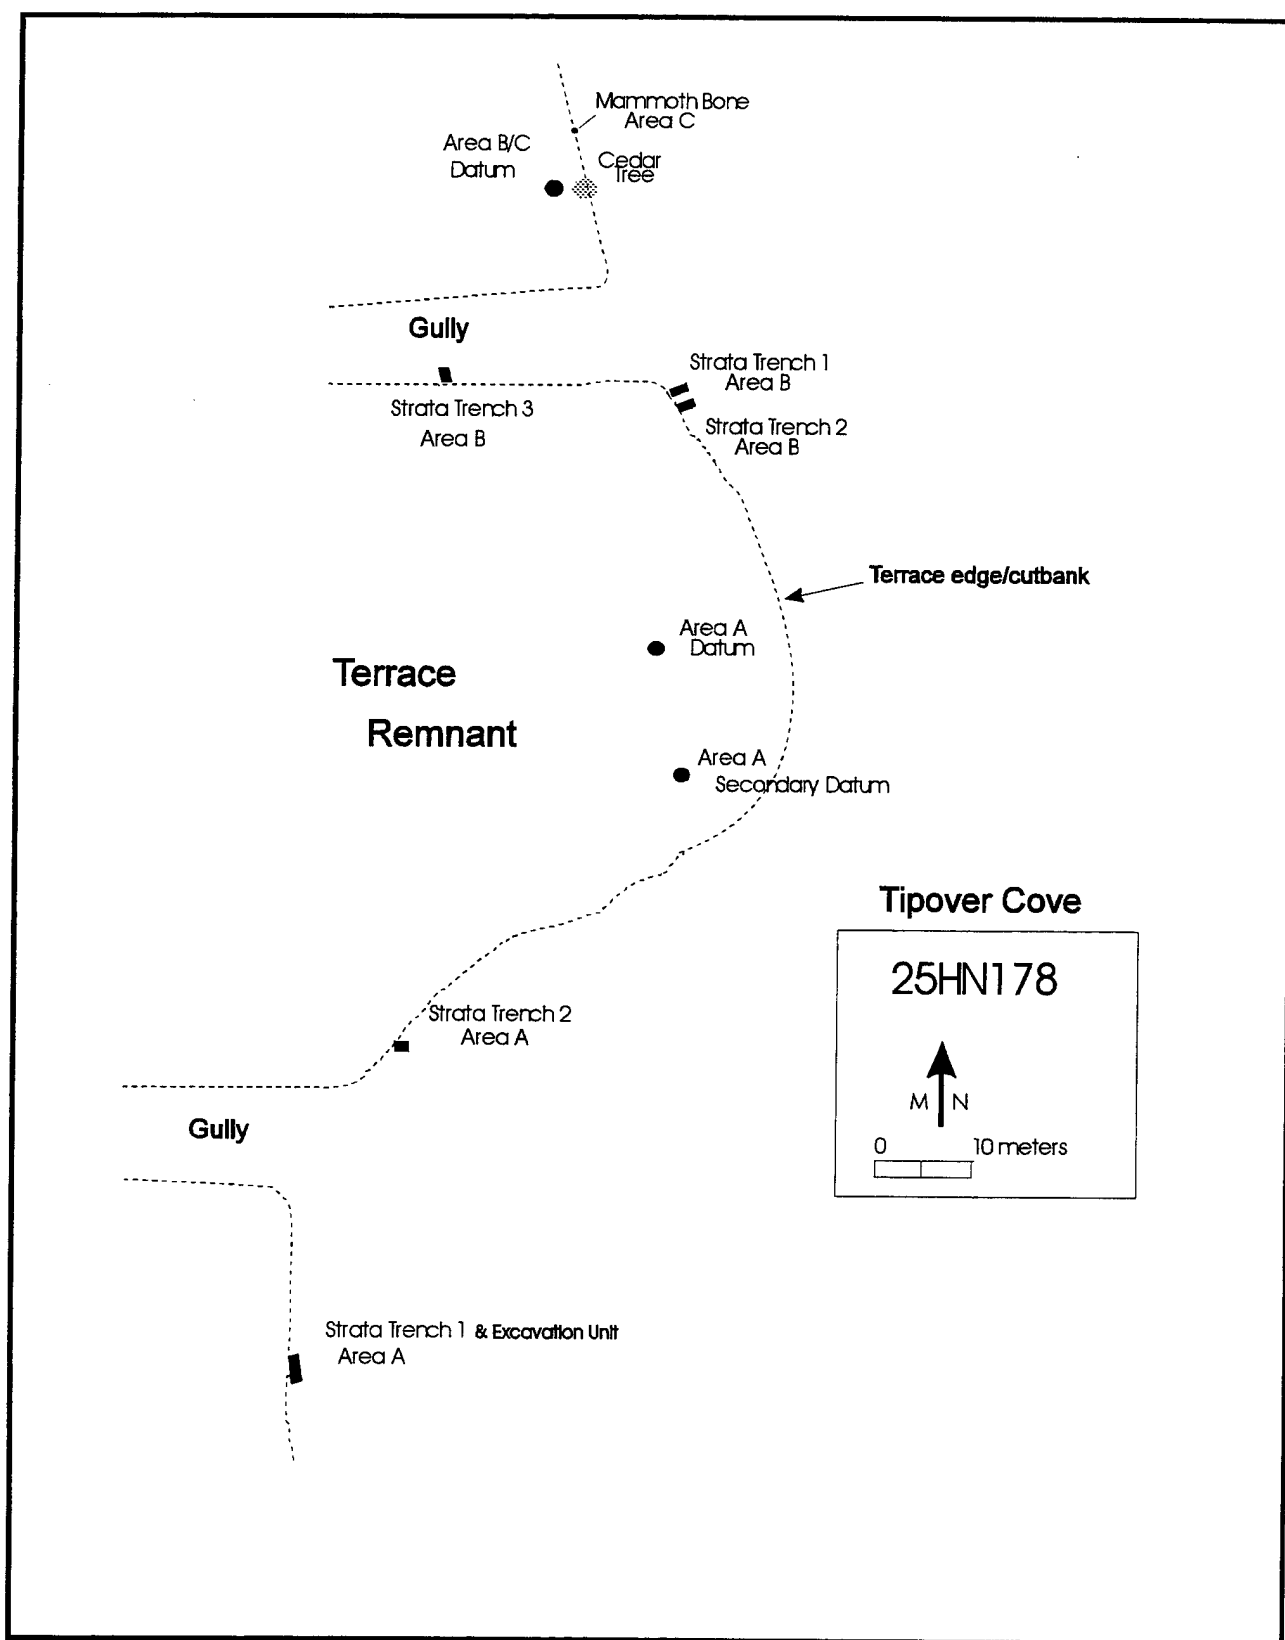 Mammoth Bone
Area C
Area B/C
Datum
Cedar
Tree
Gully
Strata Trench 1
Area B
Strata Trench 3
Area B
Strata Trench 2
Area B
Terrace edge/cutbank
Area A
Datum
Terrace
Remnant
Area A
Secondary Datum
Tipover Cove
25HN178
Strata Trench 2
Area A
M N
Gully
0 10 meters
Strata Trench 1 & Excavation Unit
Area A